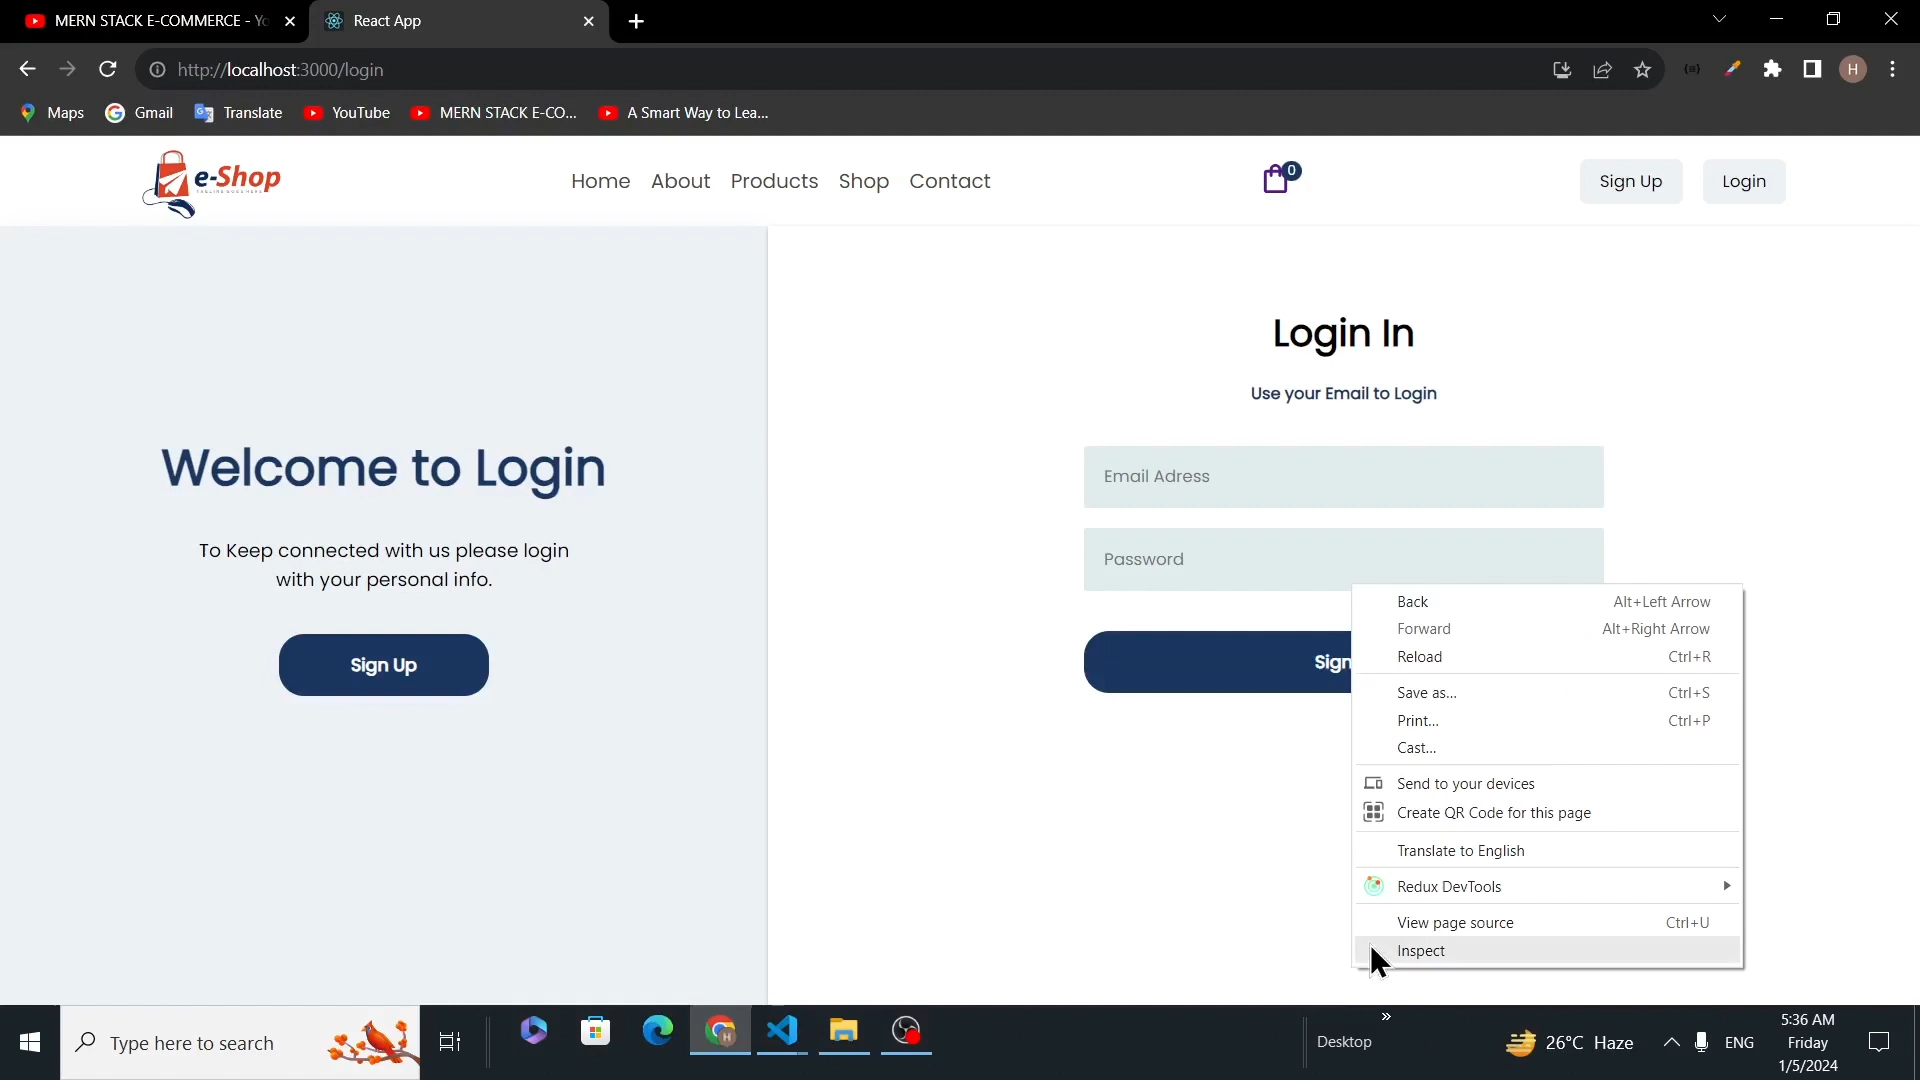 MERN STACK E-COMMERCE - Yo
React App
http://localhost:3000/login
H
Maps
Gmail
Translate
YouTube
MERN STACK E-CO...
A Smart Way to Lea...
e-Shop
Home
About
Products
Shop
Contact
0
Sign Up
Login
Welcome to Login
To Keep connected with us please login
with your personal info.
Sign Up
Login In
Use your Email to Login
Email Adress
Password
Sign
Back Alt+Left Arrow
Forward Alt+Right Arrow
Reload Ctrl+R
Save as... Ctrl+S
Print... Ctrl+P
Cast...
Send to your devices
Create QR Code for this page
Translate to English
Redux DevTools
View page source Ctrl+U
Inspect
Type here to search
H
Desktop
26°C Haze
ENG
5:36 AM
Friday
1/5/2024